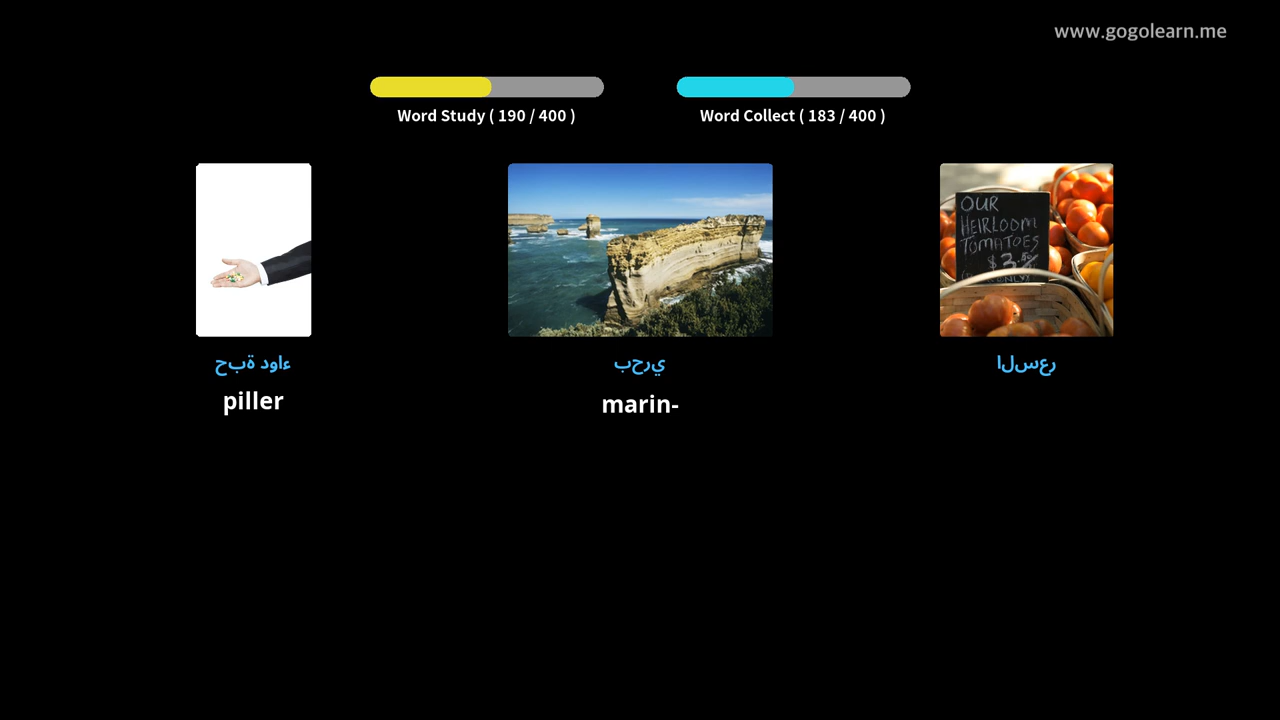 www.gogolearn.me
Word Study ( 190 / 400 )
Word Collect ( 183 / 400 )
OUR
HEIRLOOM
TOMATOES
حبة دواء
بحري
السعر
piller
marin-